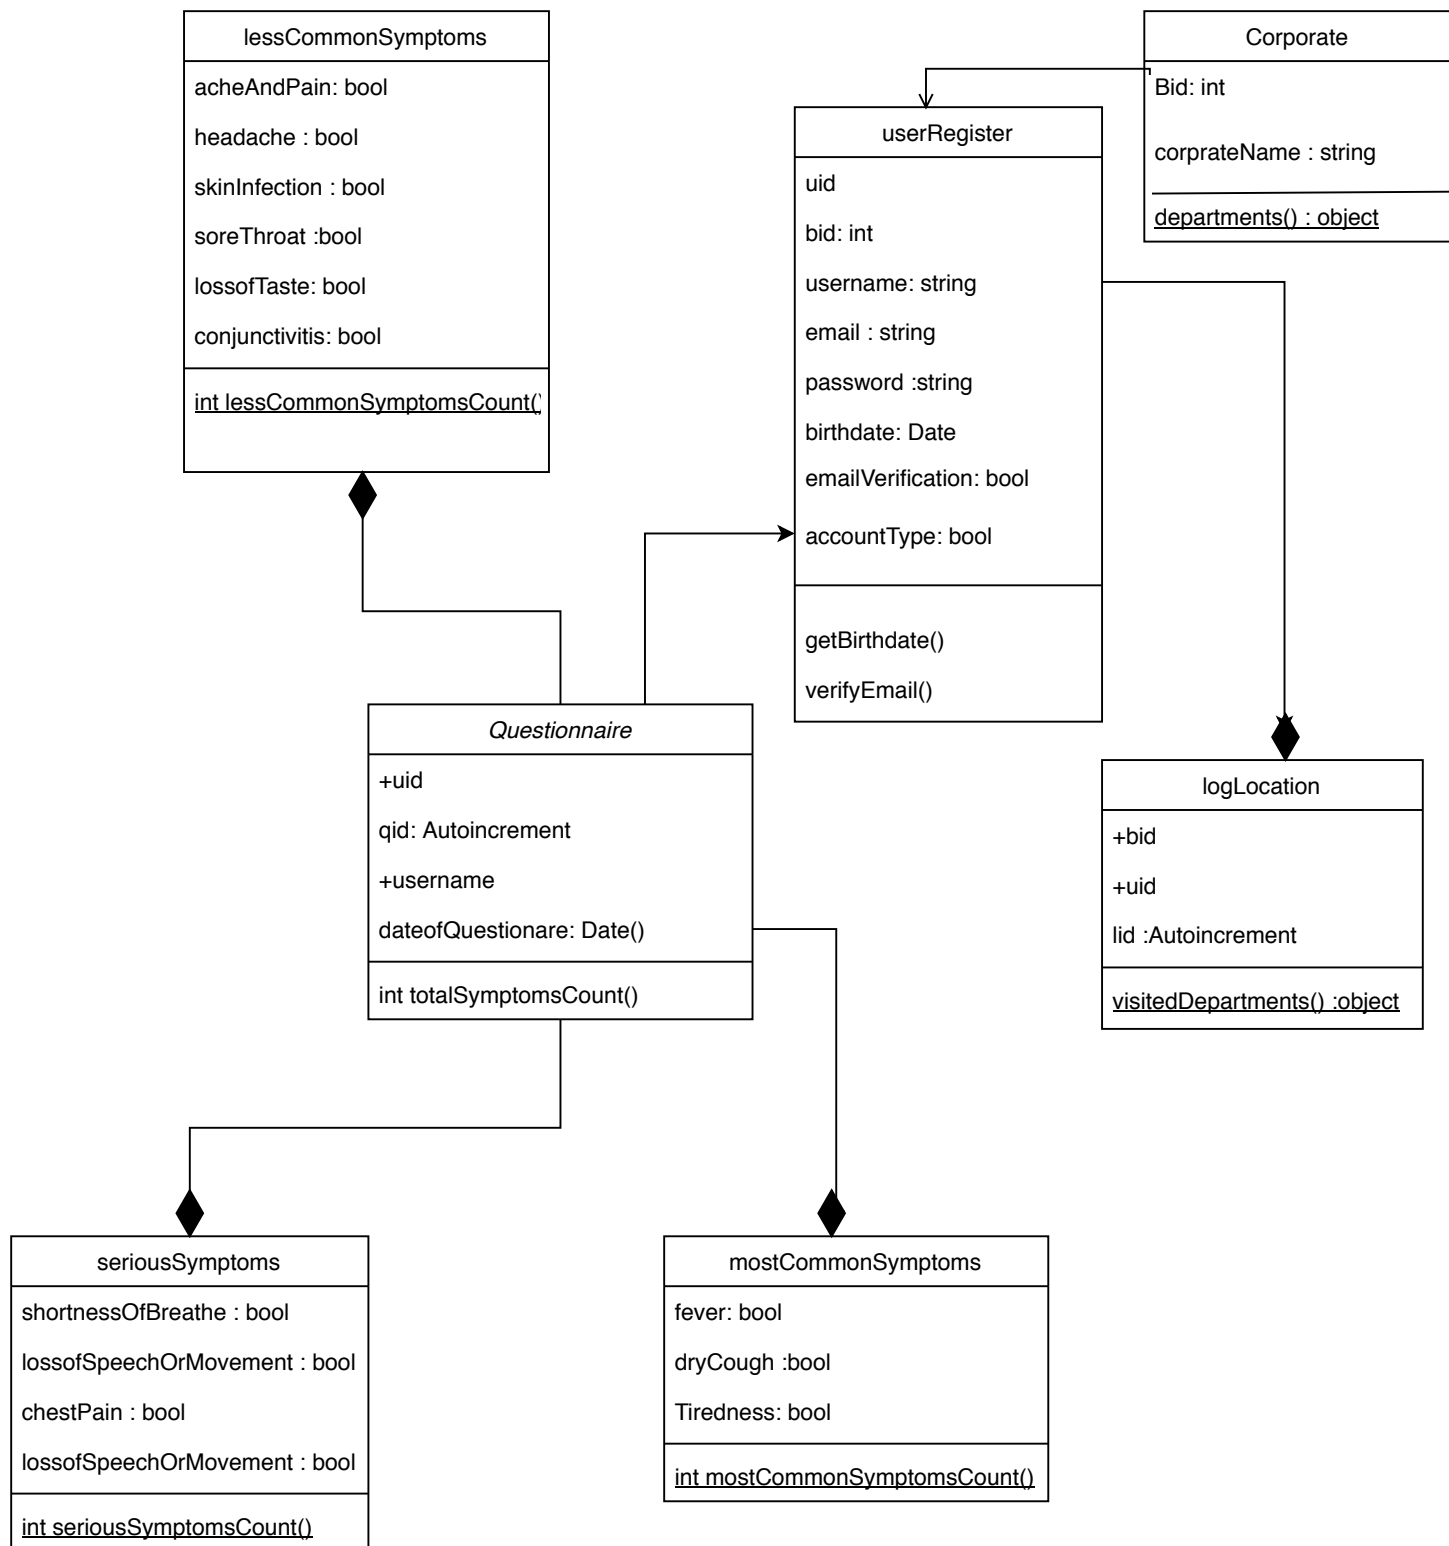 lessCommonSymptoms
acheAndPain: bool
headache : bool
skinInfection : bool
soreThroat :bool
lossofTaste: bool
conjunctivitis: bool
int lessCommonSymptomsCount()
Corporate
Bid: int
corprateName : string
departments() : object
userRegister
uid
bid: int
username: string
email : string
password :string
birthdate: Date
emailVerification: bool
accountType: bool
getBirthdate()
verifyEmail()
Questionnaire
+uid
qid: Autoincrement
+username
dateofQuestionare: Date()
int totalSymptomsCount()
logLocation
+bid
+uid
lid :Autoincrement
visitedDepartments() :object
seriousSymptoms
shortnessOfBreathe : bool
lossofSpeechOrMovement : bool
chestPain : bool
lossofSpeechOrMovement : bool
int seriousSymptomsCount()
mostCommonSymptoms
fever: bool
dryCough :bool
Tiredness: bool
int mostCommonSymptomsCount()